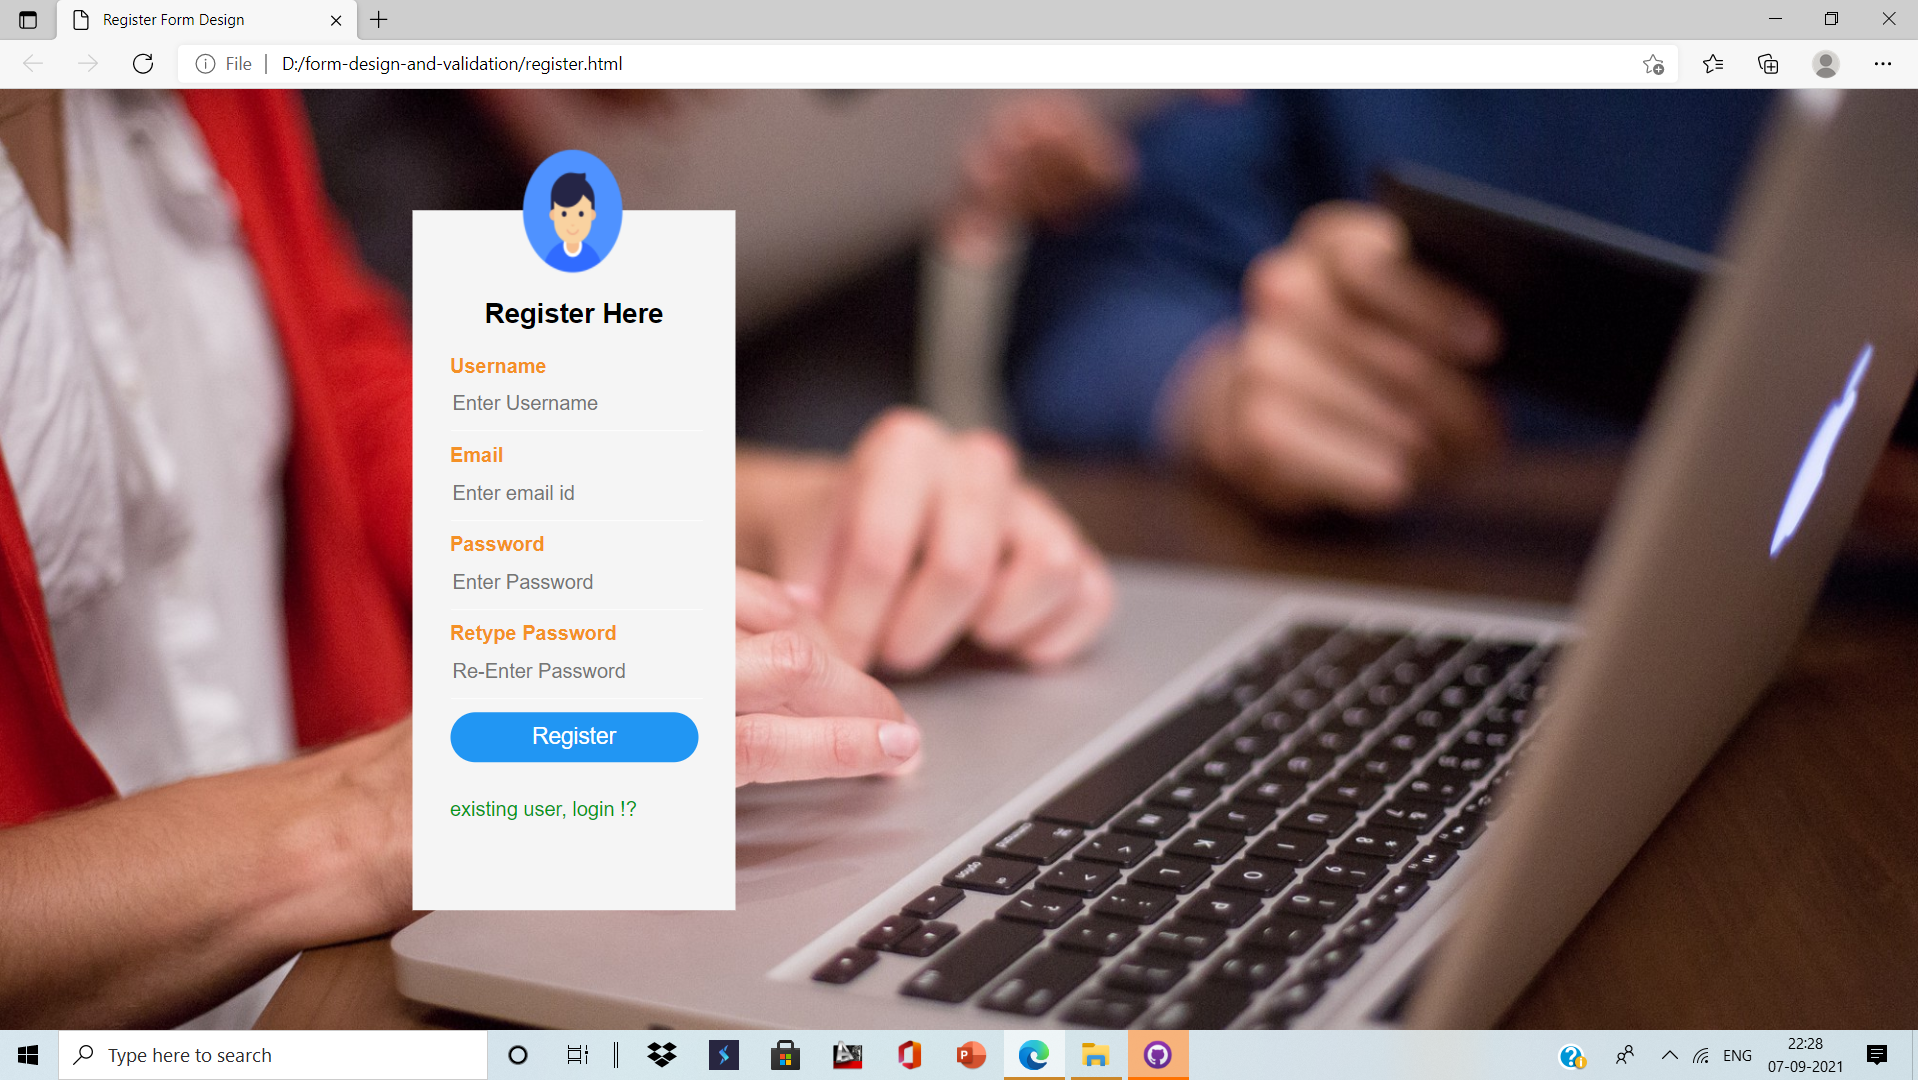 Register Form Design
File
D:/form-design-and-validation/register.html
Register Here
Username
Enter Username
Email
Enter email id
Password
Enter Password
Retype Password
Re-Enter Password
Register
existing user, login !?
Type here to search
ENG
22:28
07-09-2021